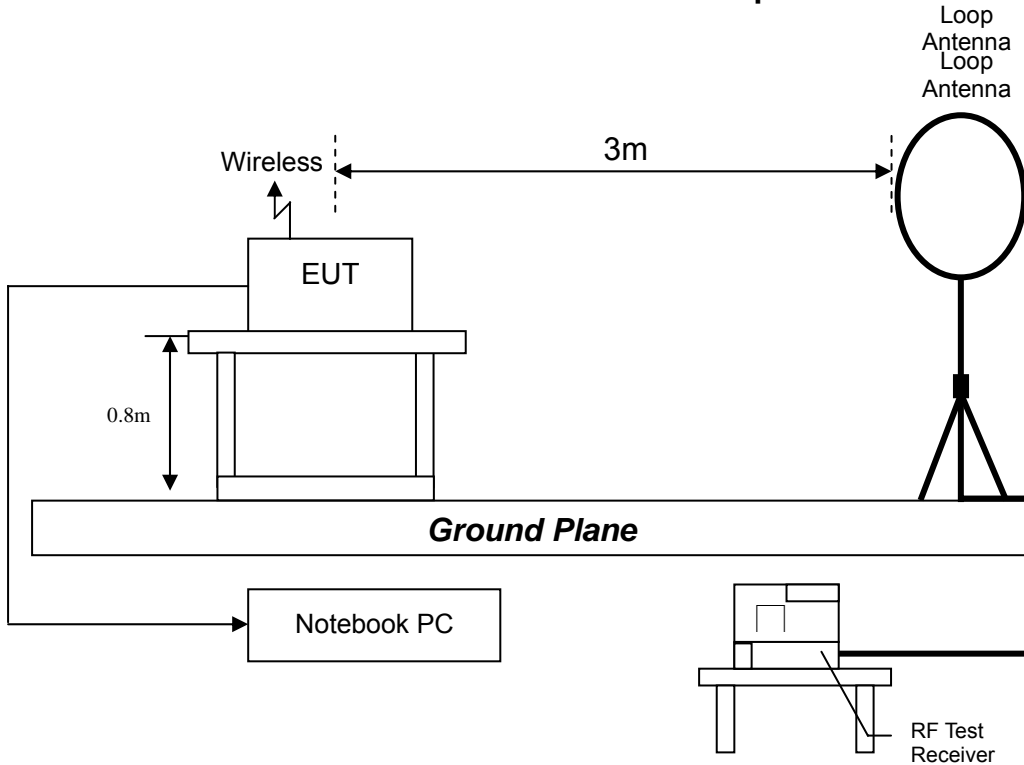 Loop
Antenna
Loop
Antenna
3m
Wireless
EUT
0.8m
Ground Plane
Notebook PC
RF Test
Receiver